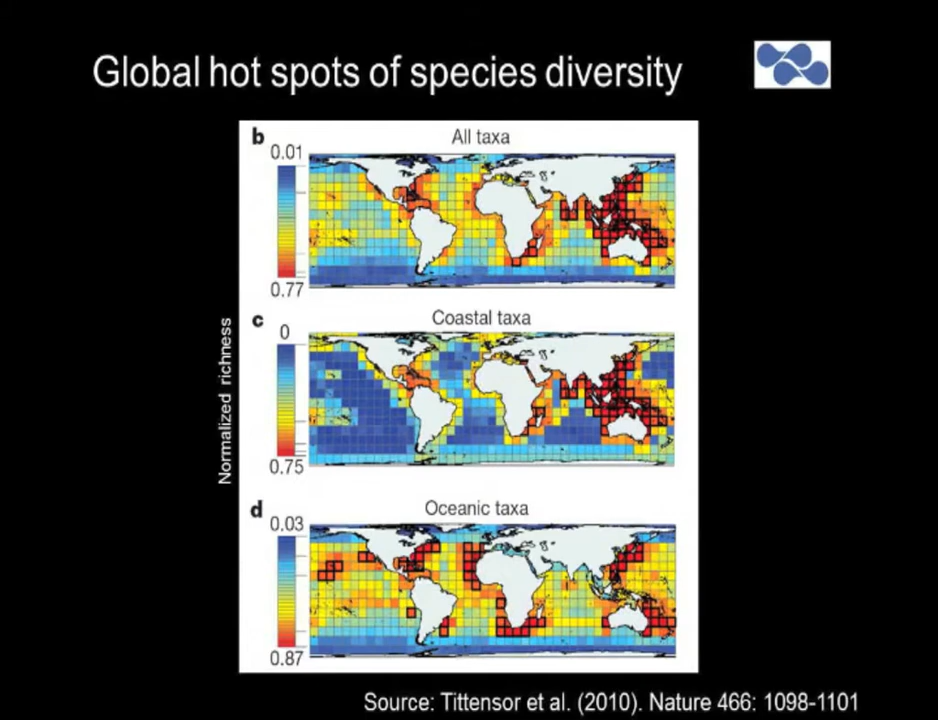 Global hot spots of species diversity
b
All taxa
0.01
0.77
c
Coastal taxa
0
Normalized richness
0.75
d
Oceanic taxa
0.03
0.87
Source: Tittensor et al. (2010). Nature 466: 1098-1101